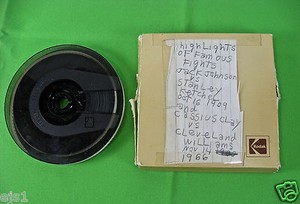 HighLights
OF Famous
Fights
Jack Johnson
vs
Stanley
Ketchel
Oct 16 1909
and
Cassius Clay
vs
Cleveland
Williams
Nov 14
1966
Kodak
ejs1